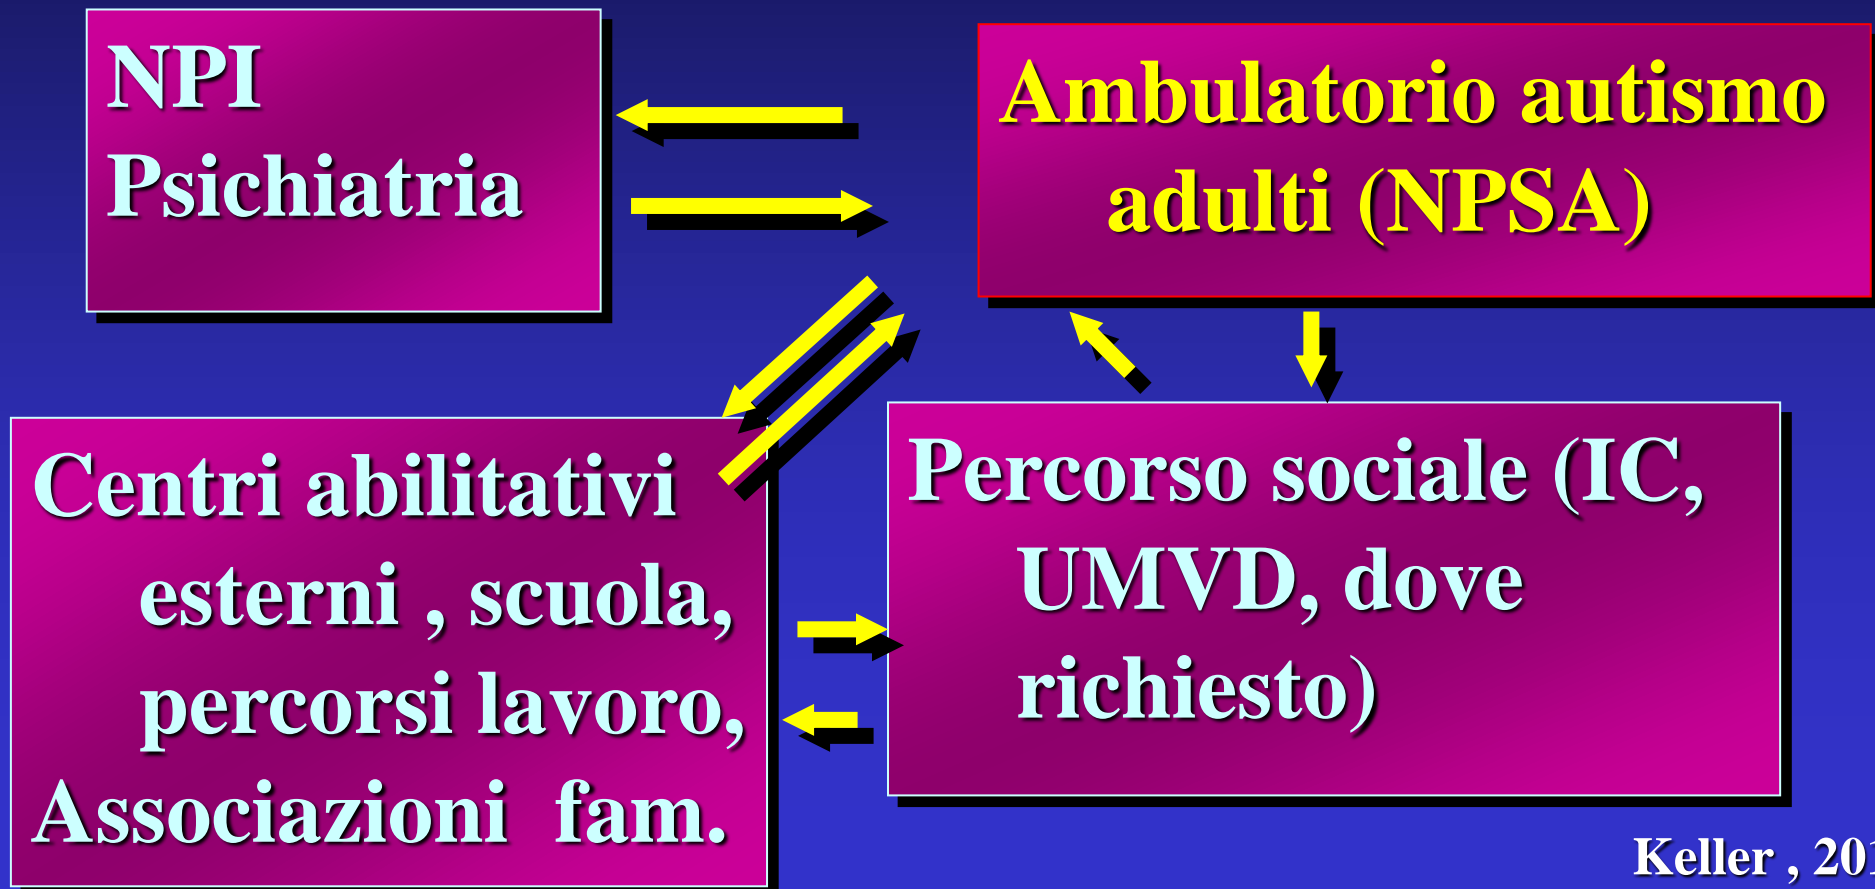 NPI
Psichiatria
Ambulatorio autismo
adulti (NPSA)
Centri abilitativi
esterni , scuola,
percorsi lavoro,
Associazioni fam.
Percorso sociale (IC,
UMVD, dove
richiesto)
Keller , 201